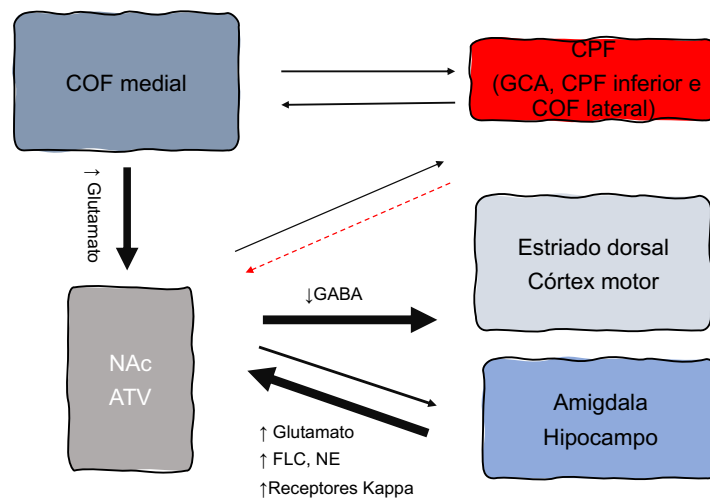 COF medial
CPF
(GCA, CPF inferior e
COF lateral)
↑ Glutamato
Estriado dorsal
Córtex motor
↓GABA
NAc
ATV
Amigdala
Hipocampo
↑ Glutamato
↑ FLC, NE
↑Receptores Kappa